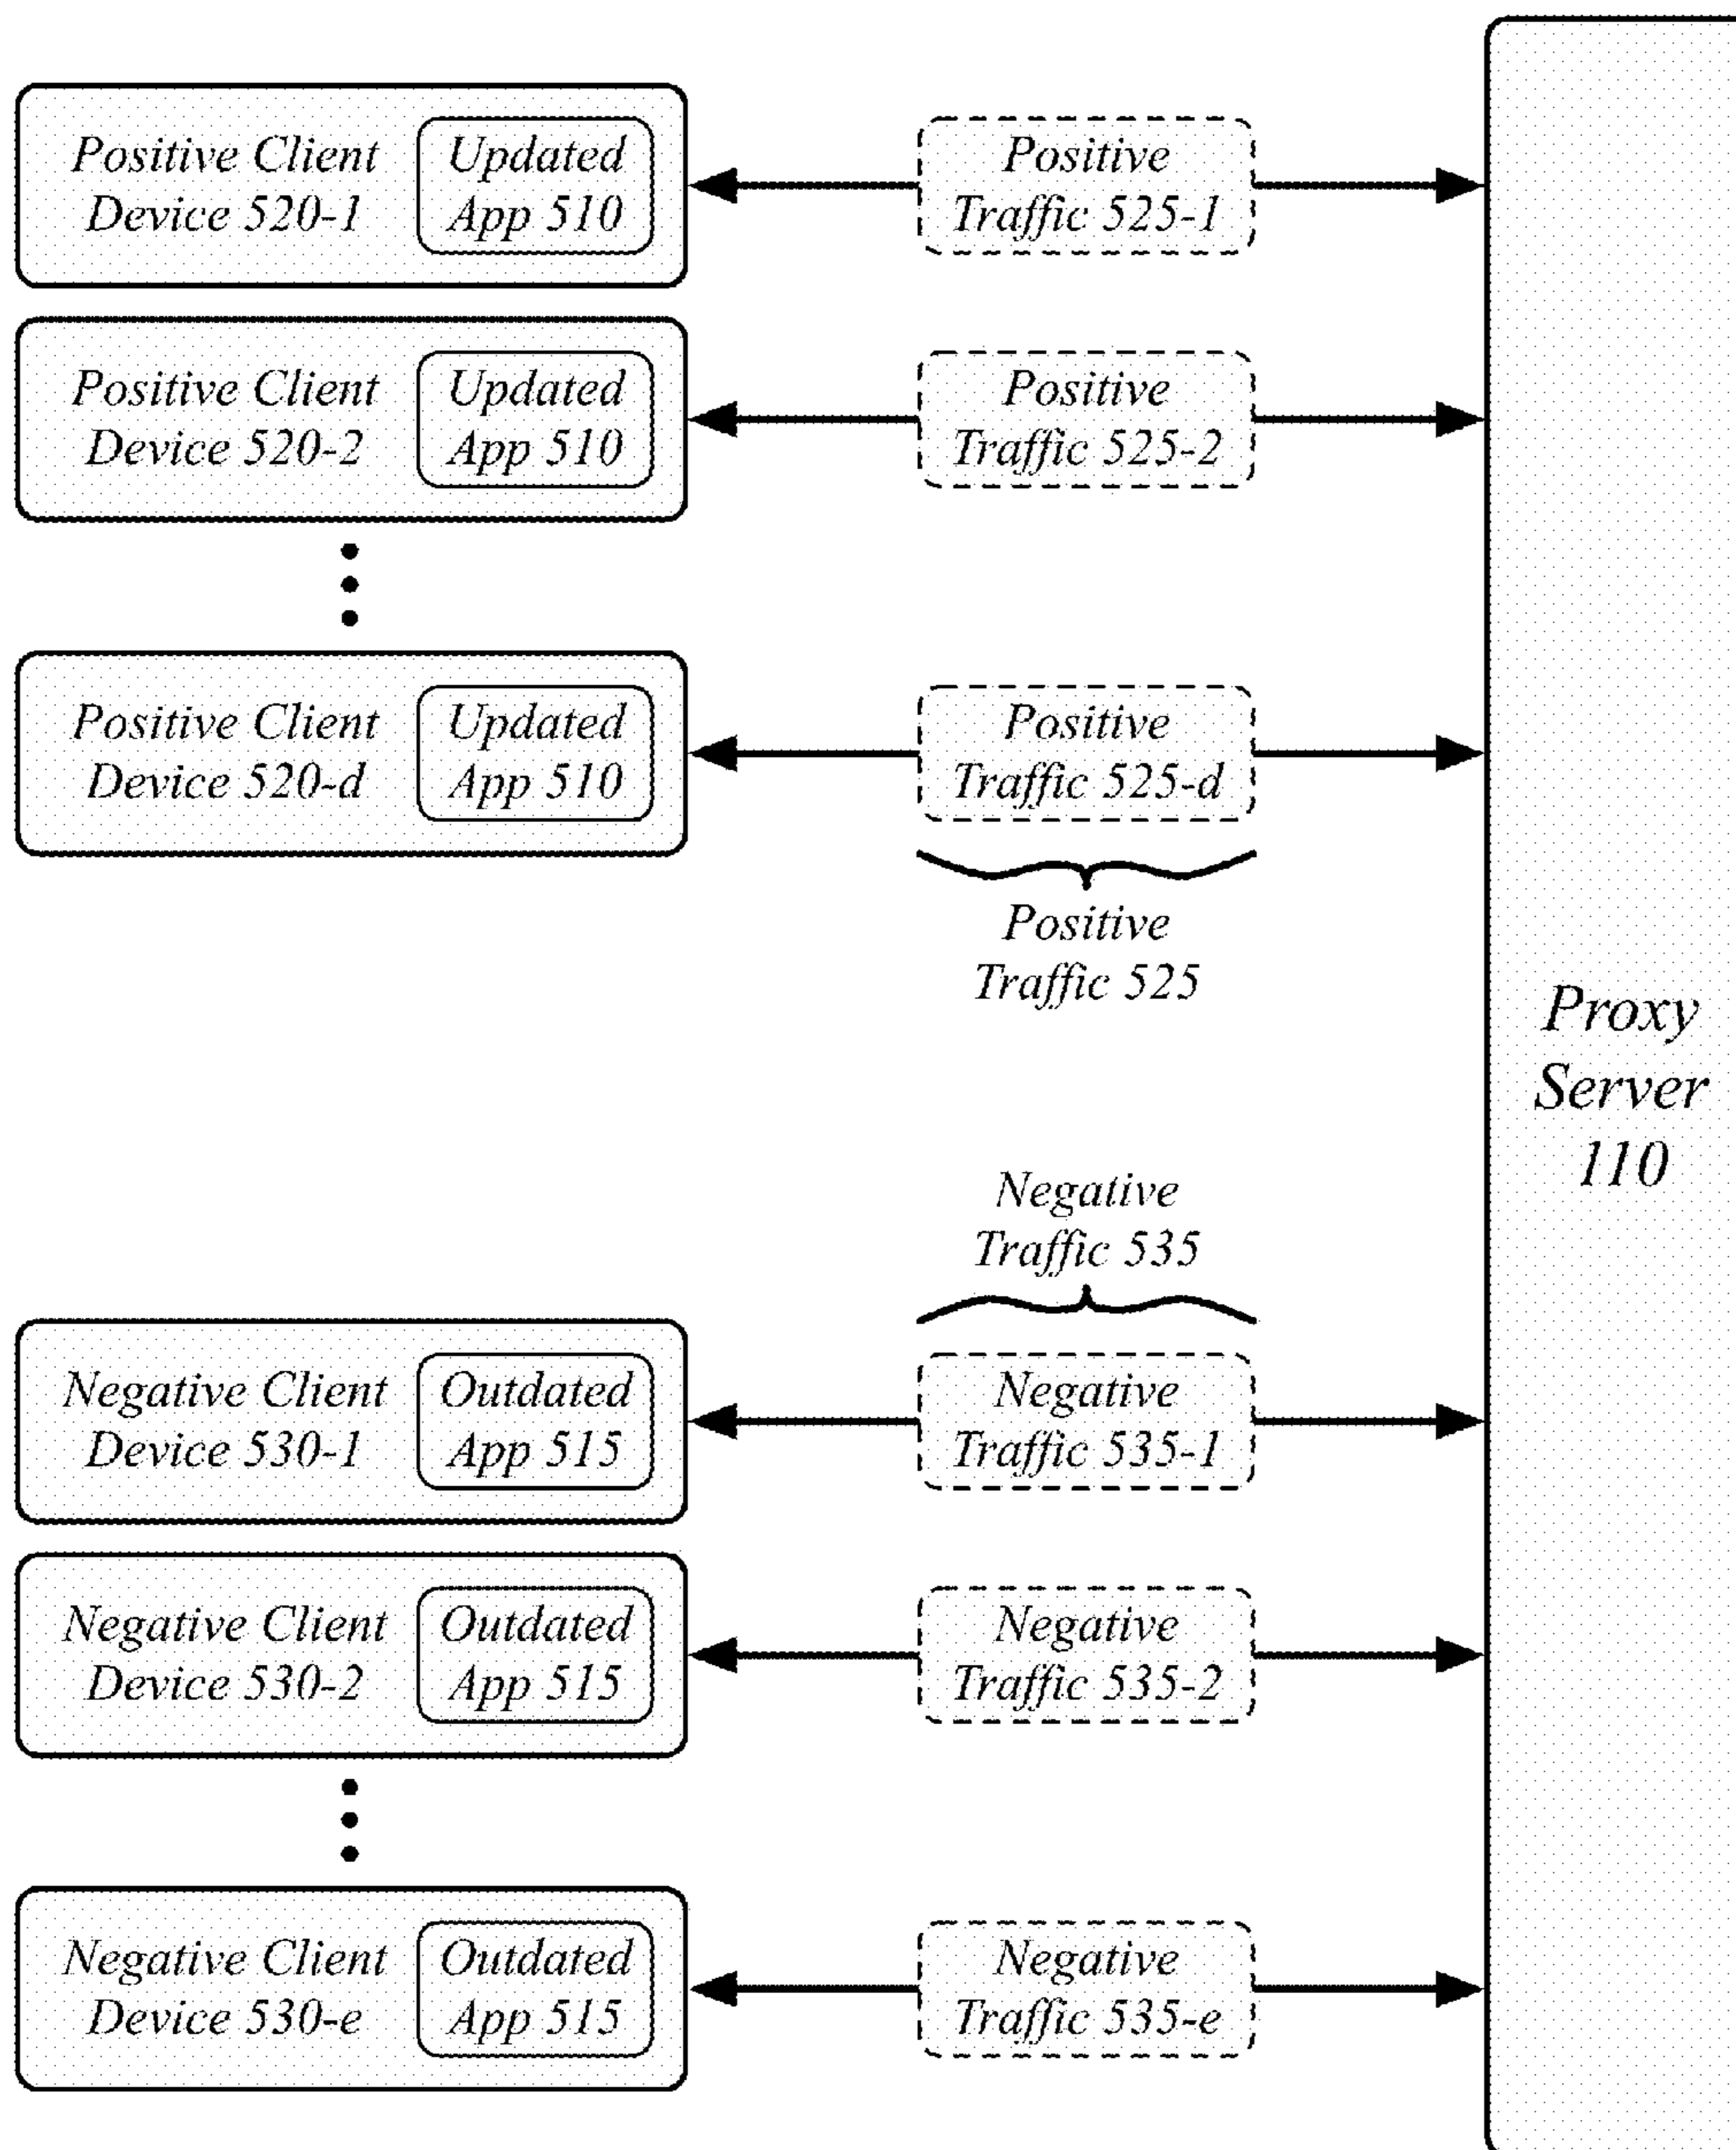 Positive Client
Device 520-1
Updated
App 510
Positive
Traffic 525-1
Positive Client
Device 520-2
Updated
App 510
Positive
Traffic 525-2
Positive Client
Device 520-d
Updated
App 510
Positive
Traffic 525-d
Positive
Traffic 525
Proxy
Server
110
Negative
Traffic 535
Negative Client
Device 530-1
Outdated
App 515
Negative
Traffic 535-1
Negative Client
Device 530-2
Outdated
App 515
Negative
Traffic 535-2
Negative Client
Device 530-e
Outdated
App 515
Negative
Traffic 535-e